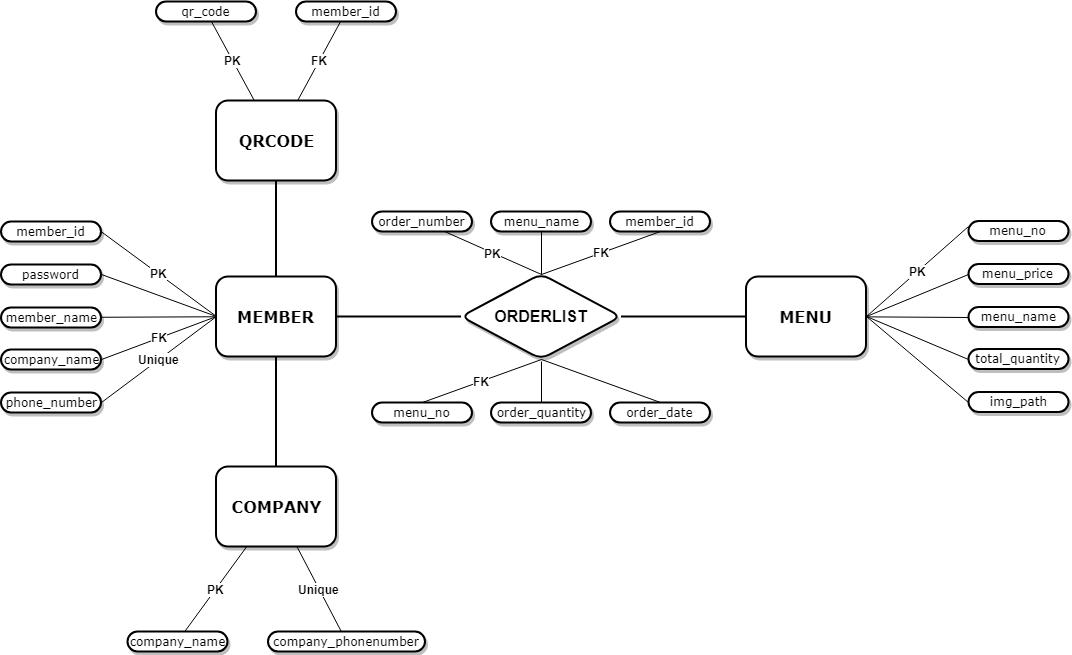 qr_code
member_id
PK
FK
QRCODE
member_id
password
member_name
company_name
phone_number
PK
FK
Unique
MEMBER
order_number
menu_name
member_id
PK
FK
ORDERLIST
FK
menu_no
order_quantity
order_date
MENU
PK
menu_no
menu_price
menu_name
total_quantity
img_path
COMPANY
PK
Unique
company_name
company_phonenumber